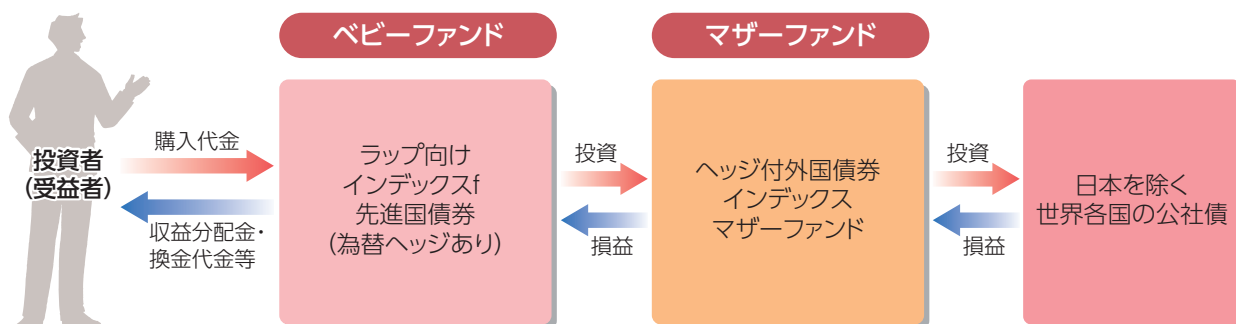 ベビーファンド
マザーファンド
投資者
(受益者)
購入代金
収益分配金・
換金代金等
ラップ向け
インデックスf
先進国債券
(為替ヘッジあり)
投資
損益
ヘッジ付外国債券
インデックス
マザーファンド
投資
損益
日本を除く
世界各国の公社債